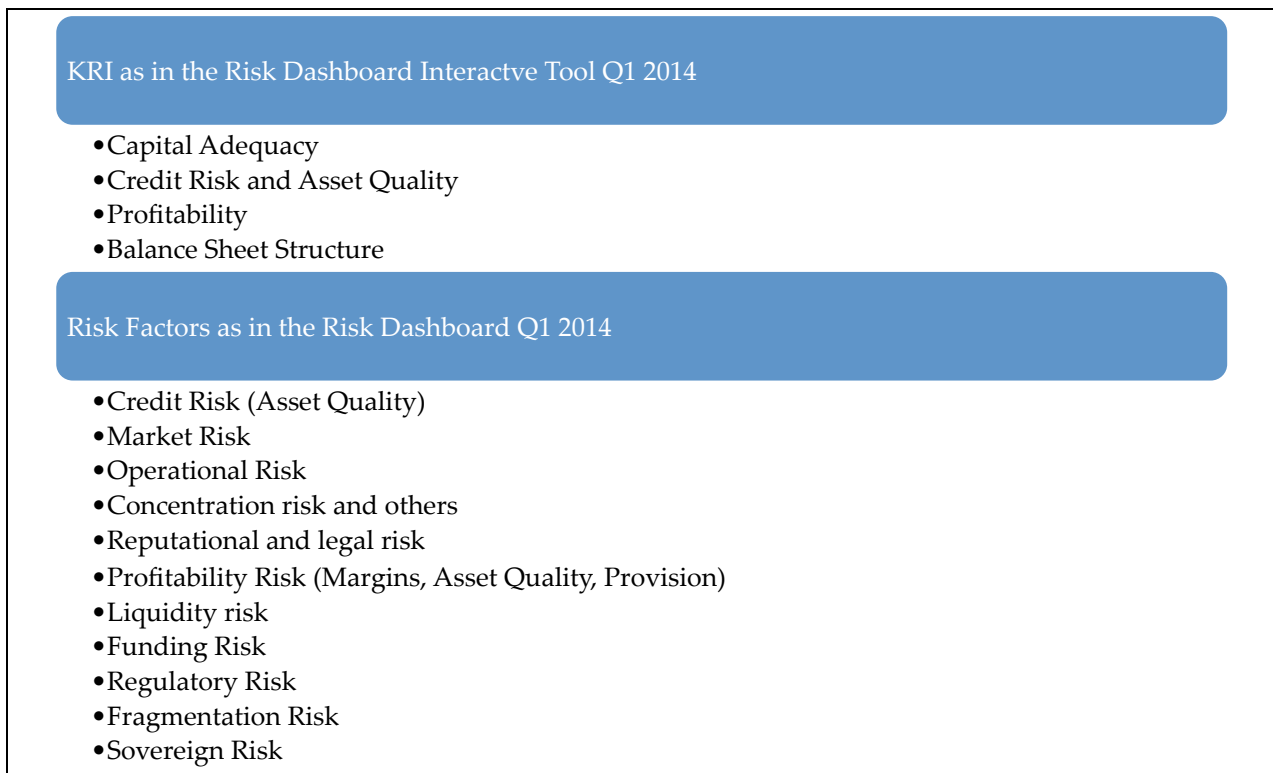 KRI as in the Risk Dashboard Interactve Tool Q1 2014
•Capital Adequacy
•Credit Risk and Asset Quality
•Profitability
•Balance Sheet Structure
Risk Factors as in the Risk Dashboard Q1 2014
•Credit Risk (Asset Quality)
•Market Risk
•Operational Risk
•Concentration risk and others
•Reputational and legal risk
•Profitability Risk (Margins, Asset Quality, Provision)
•Liquidity risk
•Funding Risk
•Regulatory Risk
•Fragmentation Risk
•Sovereign Risk